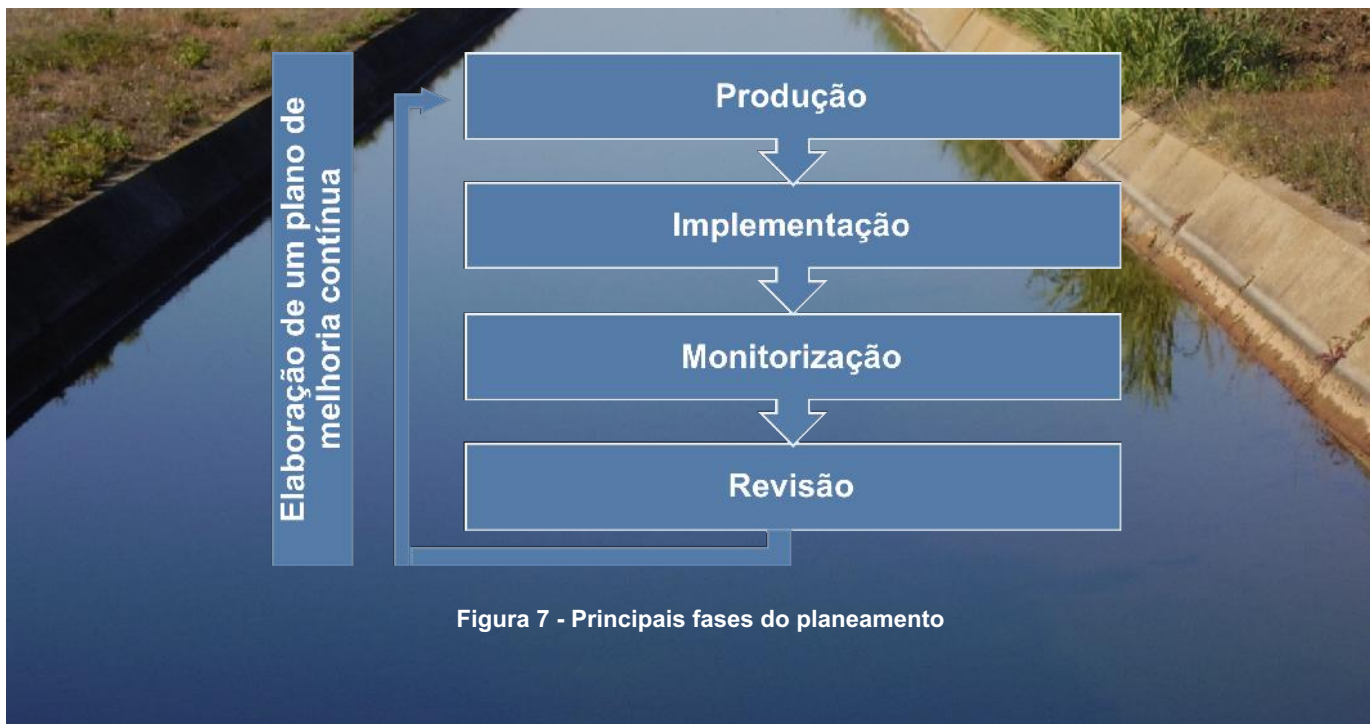 Elaboração de um plano de
melhoria contínua
Produção
Implementação
Monitorização
Revisão
Figura 7 - Principais fases do planeamento